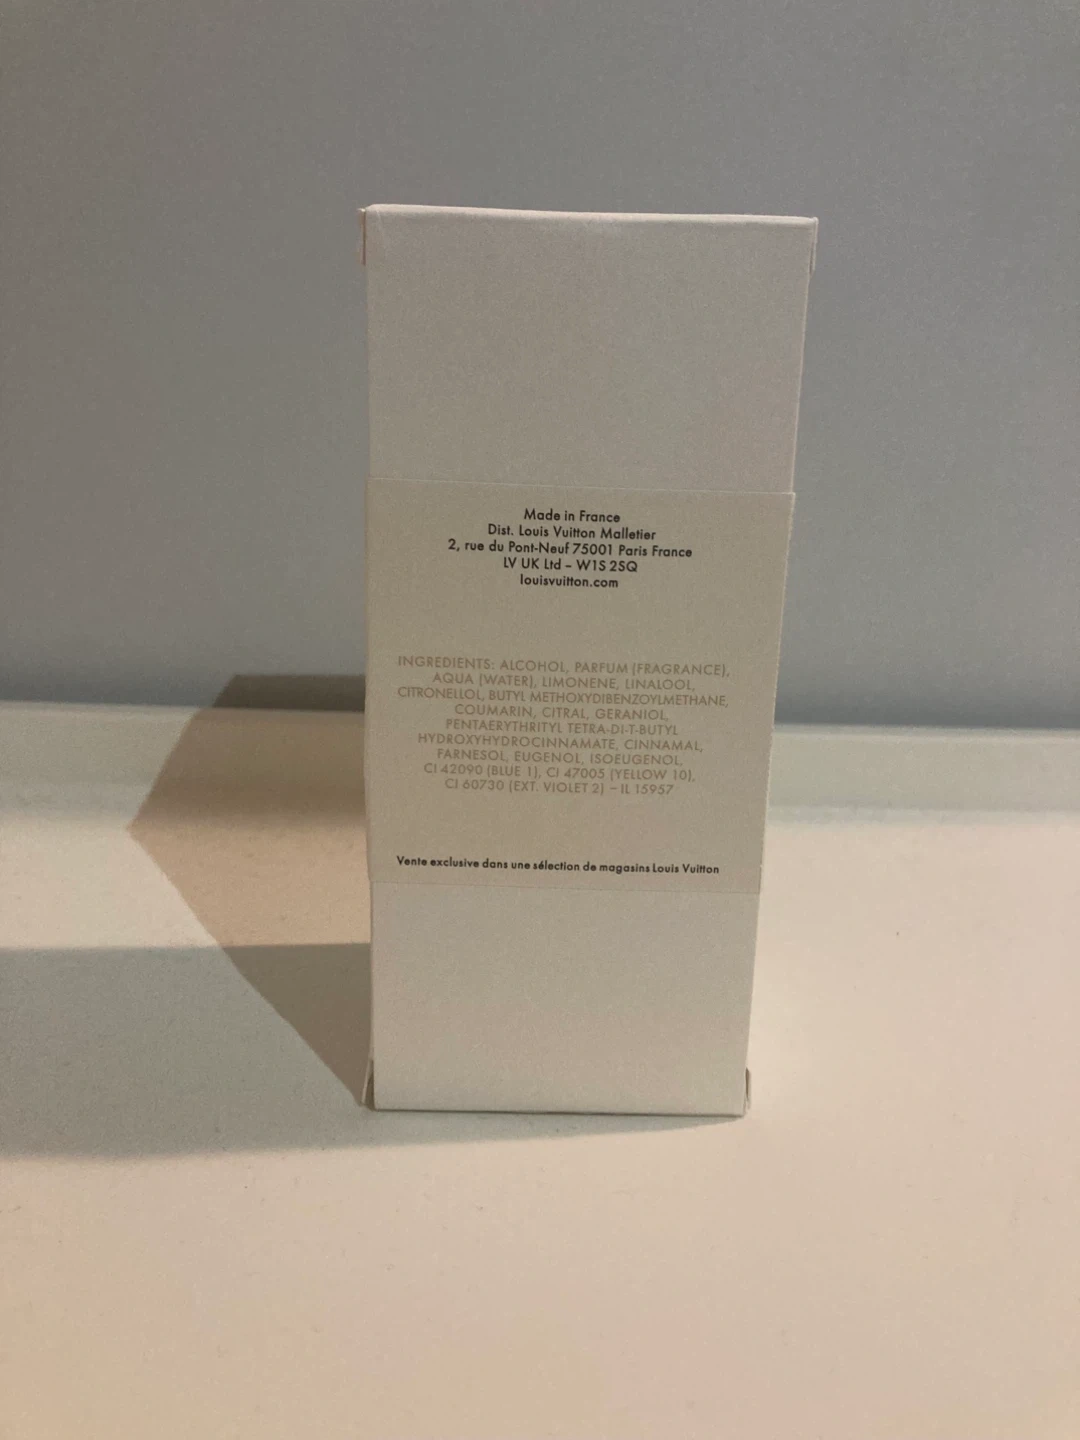 Made in France
Dist. Louis Vuitton Malletier
2, rue du Pont-Neuf 75001 Paris France
LV UK Ltd – W1S 2SQ
louisvuitton.com
INGREDIENTS: ALCOHOL, PARFUM (FRAGRANCE),
AQUA (WATER), LIMONENE, LINALOOL,
CITRONELLOL, BUTYL METHOXYDIBENZOYLMETHANE,
COUMARIN, CITRAL, GERANIOL,
PENTAERYTHRITYL TETRA-DI-T-BUTYL
HYDROXYHYDROCINNAMATE, CINNAMAL,
FARNESOL, EUGENOL, ISOEUGENOL,
CI 42090 (BLUE 1), CI 47005 (YELLOW 10),
CI 60730 (EXT. VIOLET 2) – IL 15957
Vente exclusive dans une sélection de magasins Louis Vuitton